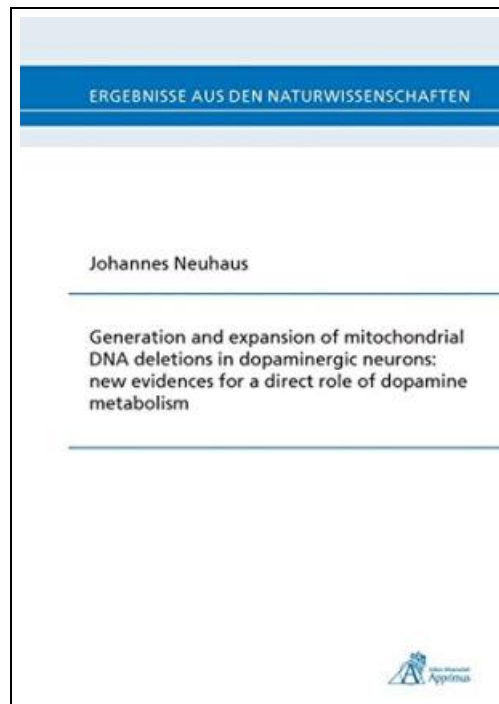 ERGEBNISSE AUS DEN NATURWISSENSCHAFTEN
Johannes Neuhaus
Generation and expansion of mitochondrial
DNA deletions in dopaminergic neurons:
new evidences for a direct role of dopamine
metabolism
Apprimus